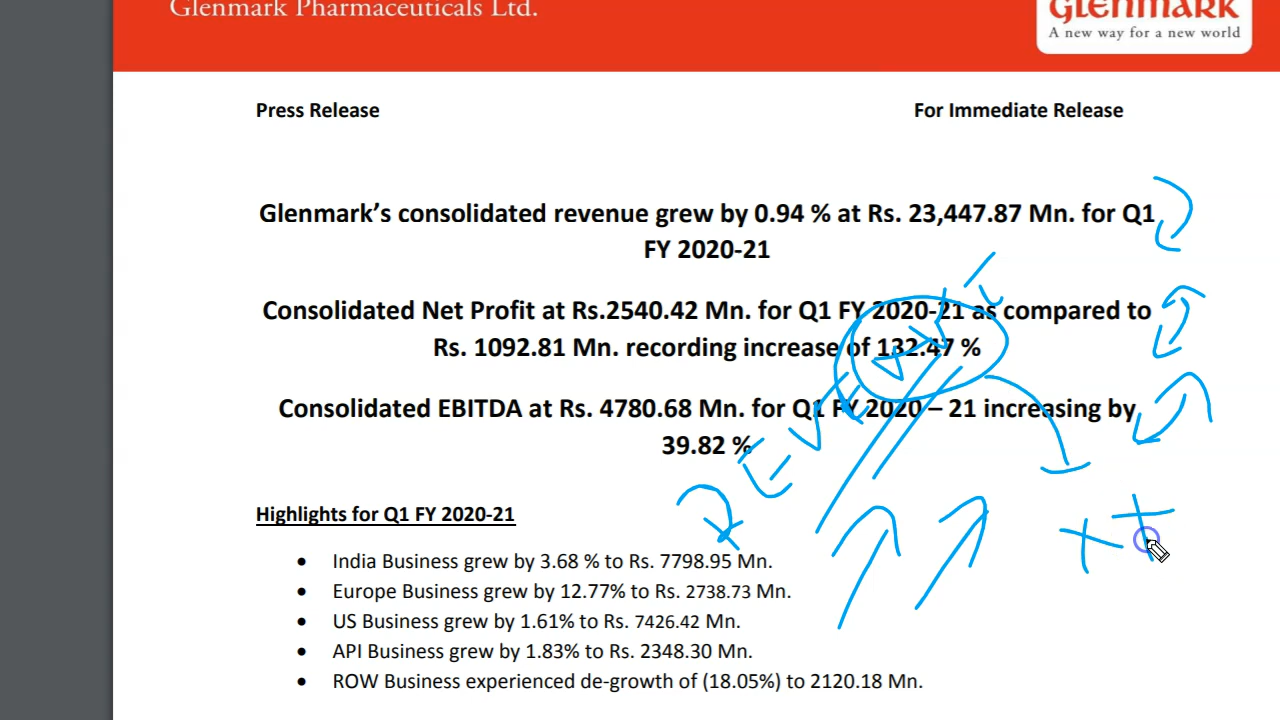 Glenmark Pharmaceuticals Ltd.
GLENMARK
A new way for a new world
Press Release For Immediate Release
Glenmark's consolidated revenue grew by 0.94 % at Rs. 23,447.87 Mn. for Q1
FY 2020-21
Consolidated Net Profit at Rs.2540.42 Mn. for Q1 FY 2020-21 as compared to
Rs. 1092.81 Mn. recording increase of 132.47 %
Consolidated EBITDA at Rs. 4780.68 Mn. for Q1 FY 2020 – 21 increasing by
39.82 %
Highlights for Q1 FY 2020-21
• India Business grew by 3.68 % to Rs. 7798.95 Mn.
• Europe Business grew by 12.77% to Rs. 2738.73 Mn.
• US Business grew by 1.61% to Rs. 7426.42 Mn.
• API Business grew by 1.83% to Rs. 2348.30 Mn.
• ROW Business experienced de-growth of (18.05%) to 2120.18 Mn.